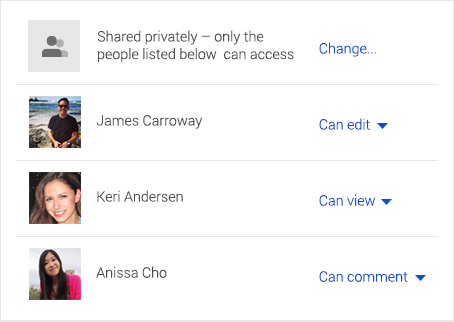 Shared privately – only the
people listed below can access
Change...
James Carroway
Can edit
Keri Andersen
Can view
Anissa Cho
Can comment